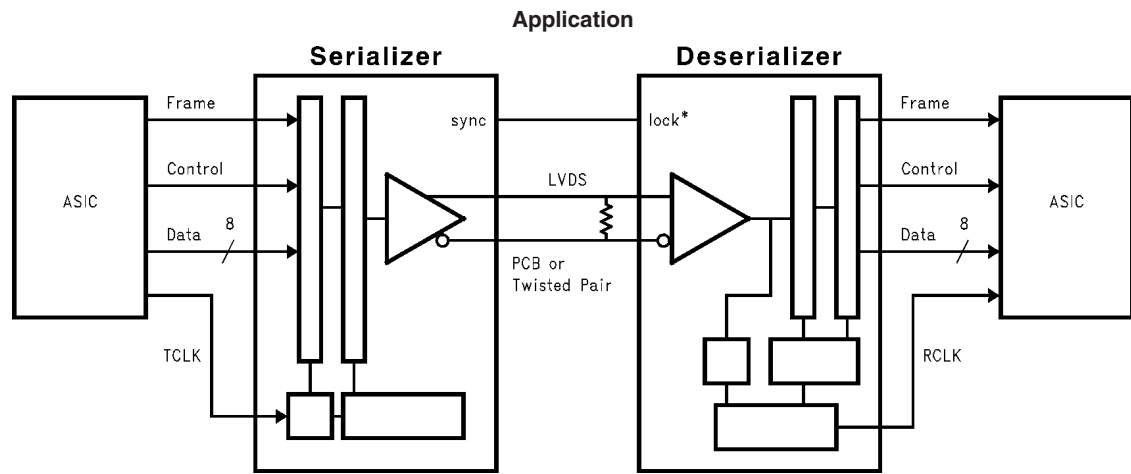 Application
Serializer
Deserializer
Frame
Control
ASIC
Data
8
TCLK
sync
lock*
LVDS
PCB or
Twisted Pair
Frame
Control
ASIC
Data
8
RCLK